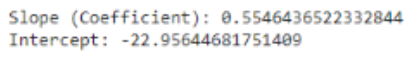 Slope (Coefficient): 0.5546436522332844
Intercept: -22.95644681751409